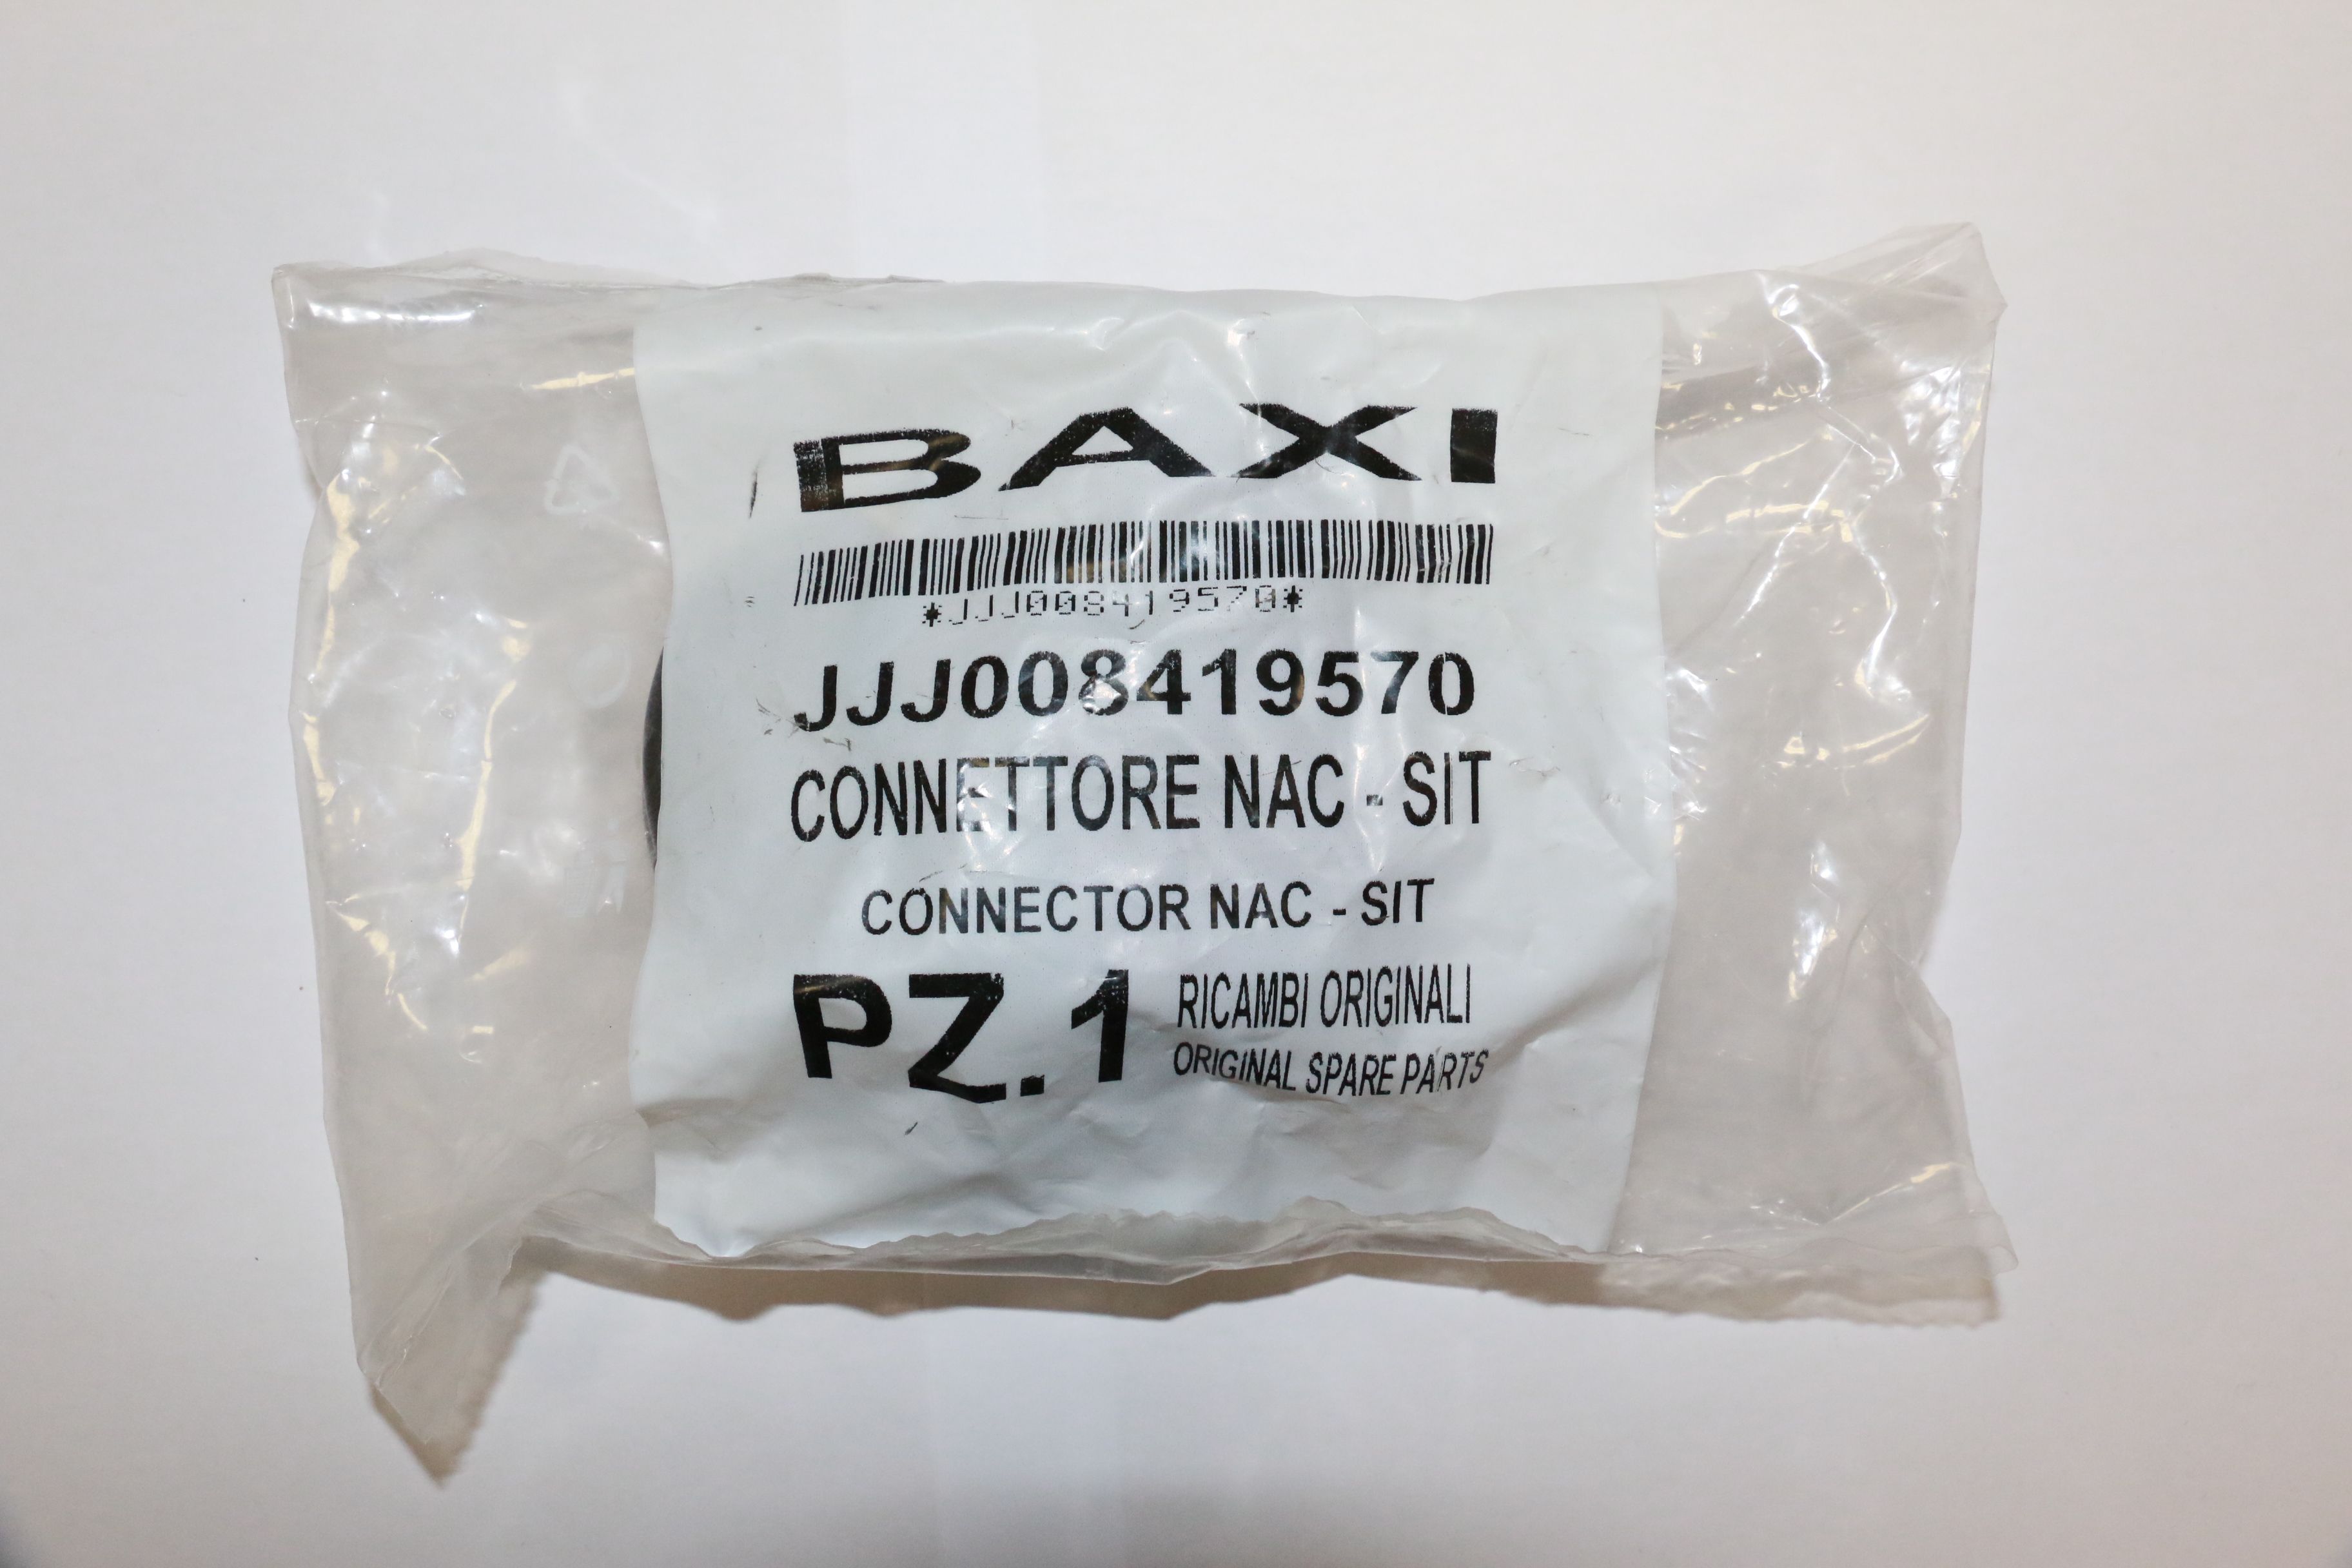 BAXI
*JJJ008419570*
JJJ008419570
CONNETTORE NAC - SIT
CONNECTOR NAC - SIT
PZ.1
RICAMBI ORIGINALI
ORIGINAL SPARE PARTS